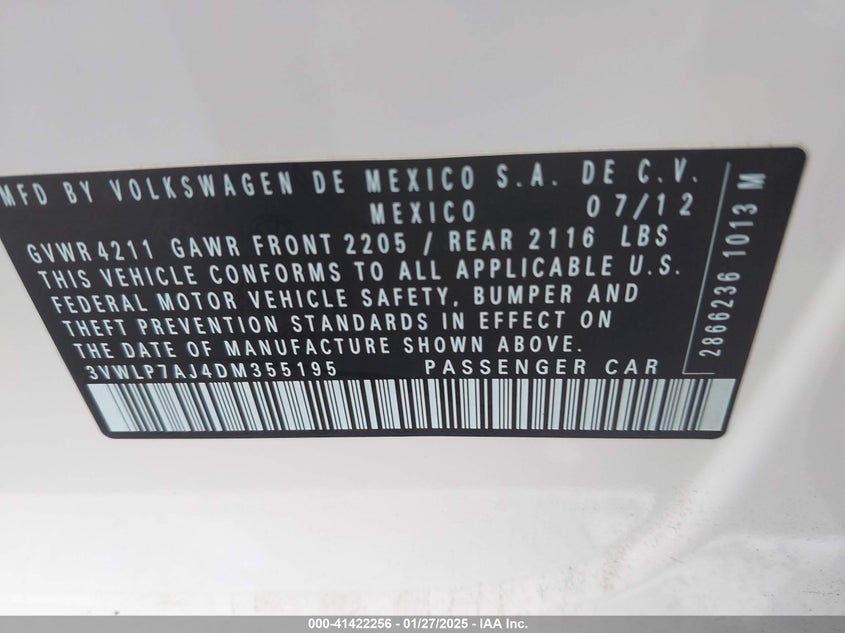 MFD BY VOLKSWAGEN DE MEXICO S.A. DE C.V.
MEXICO 07/12
GVWR 4211 GAWR FRONT 2205 / REAR 2116 LBS
THIS VEHICLE CONFORMS TO ALL APPLICABLE U.S.
FEDERAL MOTOR VEHICLE SAFETY, BUMPER AND
THEFT PREVENTION STANDARDS IN EFFECT ON
THE DATE OF MANUFACTURE SHOWN ABOVE.
3VWLP7AJ4DM355195 PASSENGER CAR
2866236 1013 M
000-41422256 - 01/27/2025 - IAA Inc.